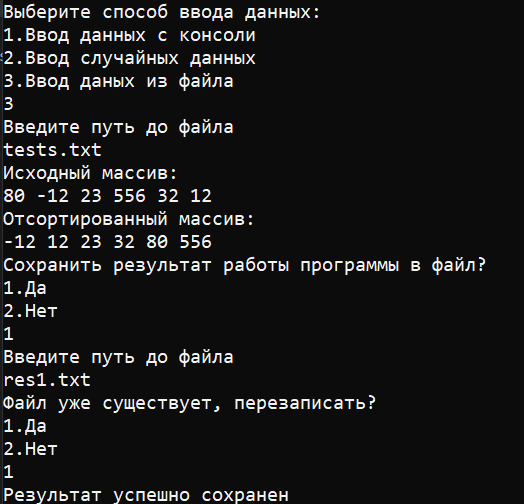 Выберите способ ввода данных:
1.Ввод данных с консоли
2.Ввод случайных данных
3.Ввод даных из файла
3
Введите путь до файла
tests.txt
Исходный массив:
80 -12 23 556 32 12
Отсортированный массив:
-12 12 23 32 80 556
Сохранить результат работы программы в файл?
1.Да
2.Нет
1
Введите путь до файла
res1.txt
Файл уже существует, перезаписать?
1.Да
2.Нет
1
Результат успешно сохранен